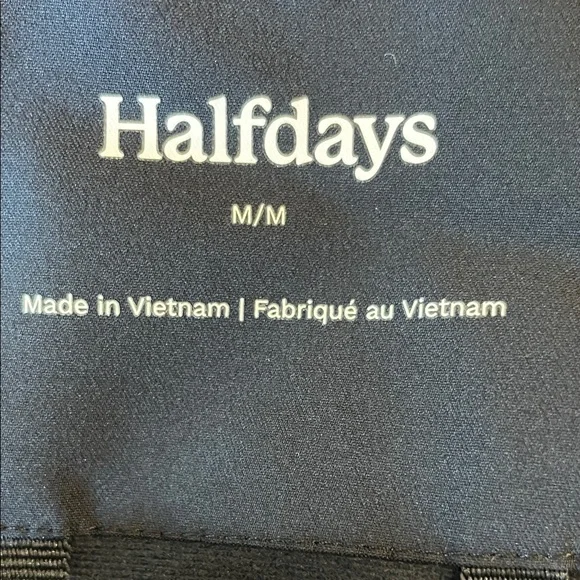 Halfdays
M/M
Made in Vietnam | Fabriqué au Vietnam